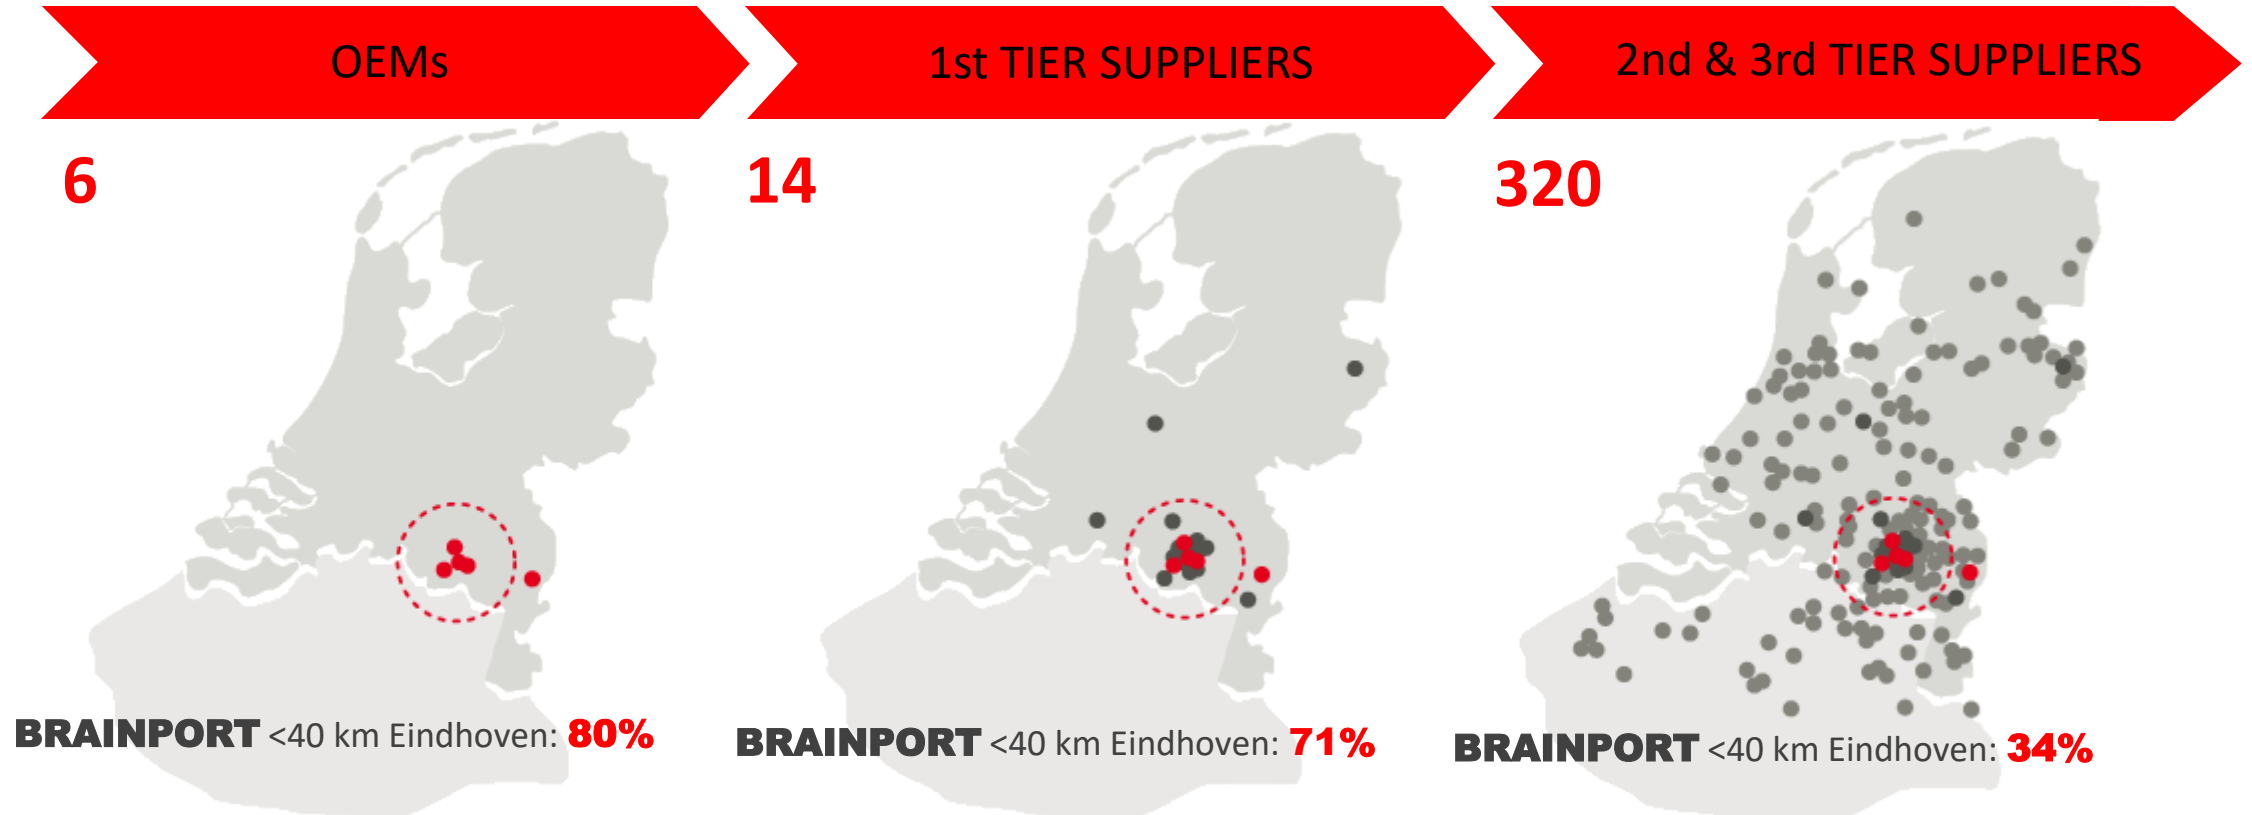 OEMs
1st TIER SUPPLIERS
2nd & 3rd TIER SUPPLIERS
6
14
320
BRAINPORT <40 km Eindhoven: 80%
BRAINPORT <40 km Eindhoven: 71%
BRAINPORT <40 km Eindhoven: 34%